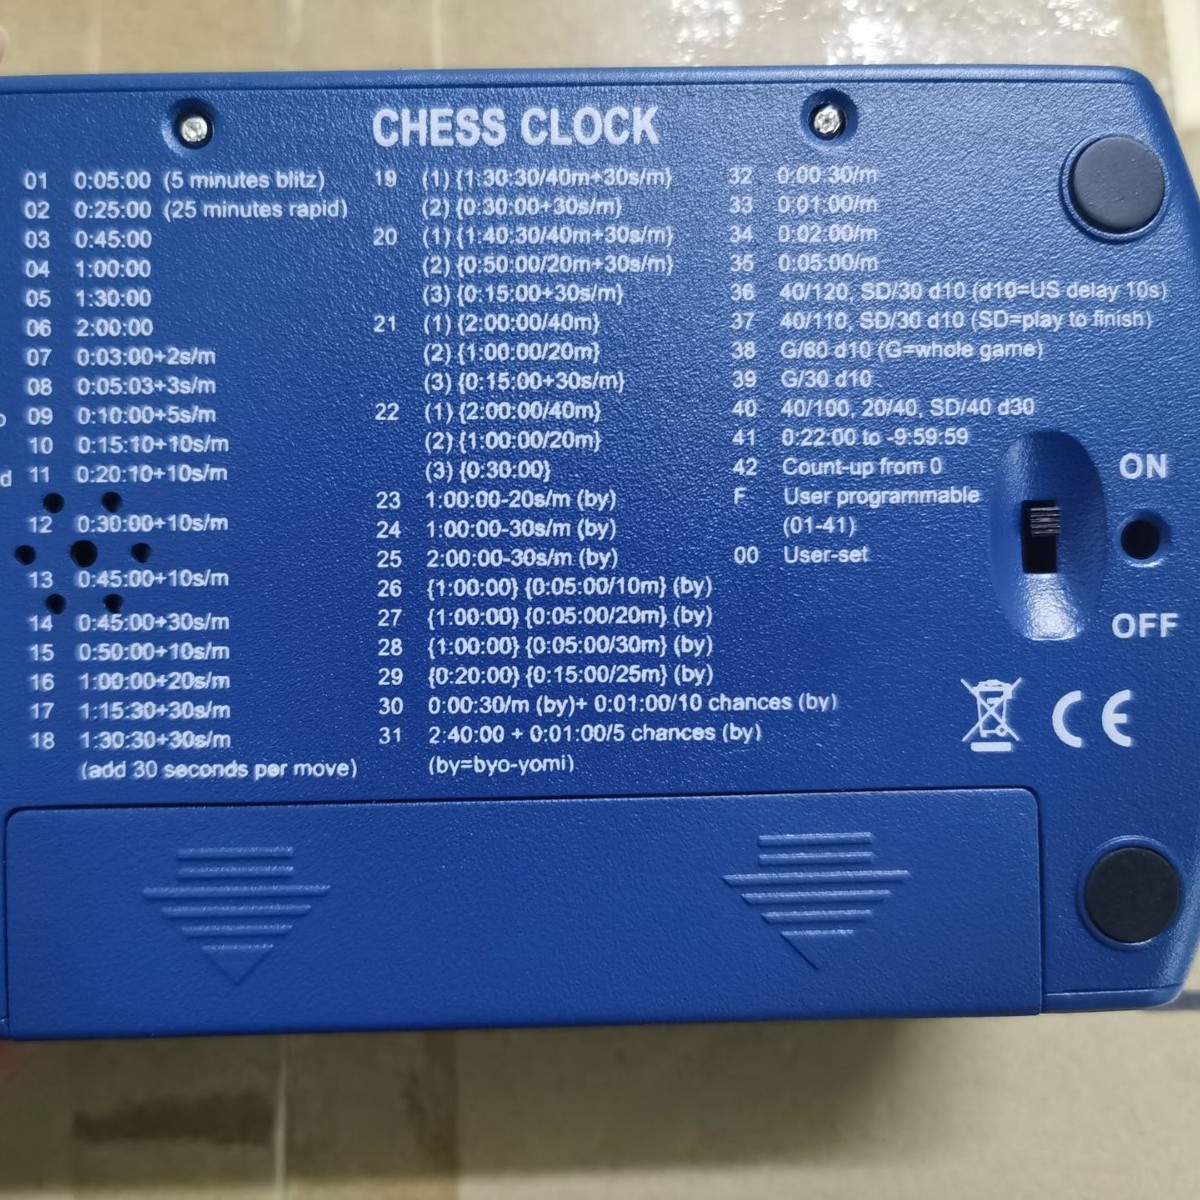 CHESS CLOCK
01 0:05:00 (5 minutes blitz)
02 0:25:00 (25 minutes rapid)
03 0:45:00
04 1:00:00
05 1:30:00
06 2:00:00
07 0:03:00+2s/m
08 0:05:03+3s/m
09 0:10:00+5s/m
10 0:15:10+10s/m
11 0:20:10+10s/m
12 0:30:00+10s/m
13 0:45:00+10s/m
14 0:45:00+30s/m
15 0:50:00+10s/m
16 1:00:00+20s/m
17 1:15:30+30s/m
18 1:30:30+30s/m
(add 30 seconds per move)
19 (1) {1:30:30/40m+30s/m}
(2) {0:30:00+30s/m}
20 (1) {1:40:30/40m+30s/m}
(2) {0:50:00/20m+30s/m}
(3) {0:15:00+30s/m}
21 (1) {2:00:00/40m}
(2) {1:00:00/20m}
(3) {0:15:00+30s/m}
22 (1) {2:00:00/40m}
(2) {1:00:00/20m}
(3) {0:30:00}
23 1:00:00-20s/m (by)
24 1:00:00-30s/m (by)
25 2:00:00-30s/m (by)
26 {1:00:00} {0:05:00/10m} (by)
27 {1:00:00} {0:05:00/20m} (by)
28 {1:00:00} {0:05:00/30m} (by)
29 {0:20:00} {0:15:00/25m} (by)
30 0:00:30/m (by)+ 0:01:00/10 chances (by)
31 2:40:00 + 0:01:00/5 chances (by)
(by=byo-yomi)
32 0:00:30/m
33 0:01:00/m
34 0:02:00/m
35 0:05:00/m
36 40/120, SD/30 d10 (d10=US delay 10s)
37 40/110, SD/30 d10 (SD=play to finish)
38 G/60 d10 (G=whole game)
39 G/30 d10
40 40/100, 20/40, SD/40 d30
41 0:22:00 to -9:59:59
42 Count-up from 0
F User programmable
(01-41)
00 User-set
ON
OFF
CE